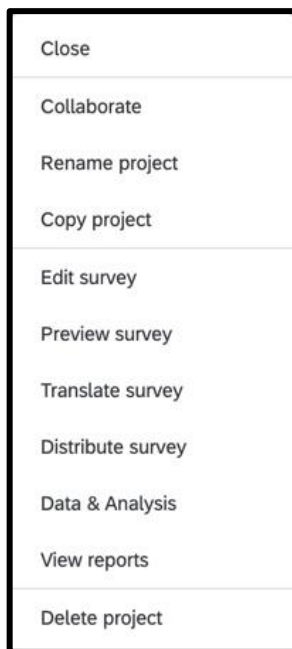 Close
Collaborate
Rename project
Copy project
Edit survey
Preview survey
Translate survey
Distribute survey
Data & Analysis
View reports
Delete project